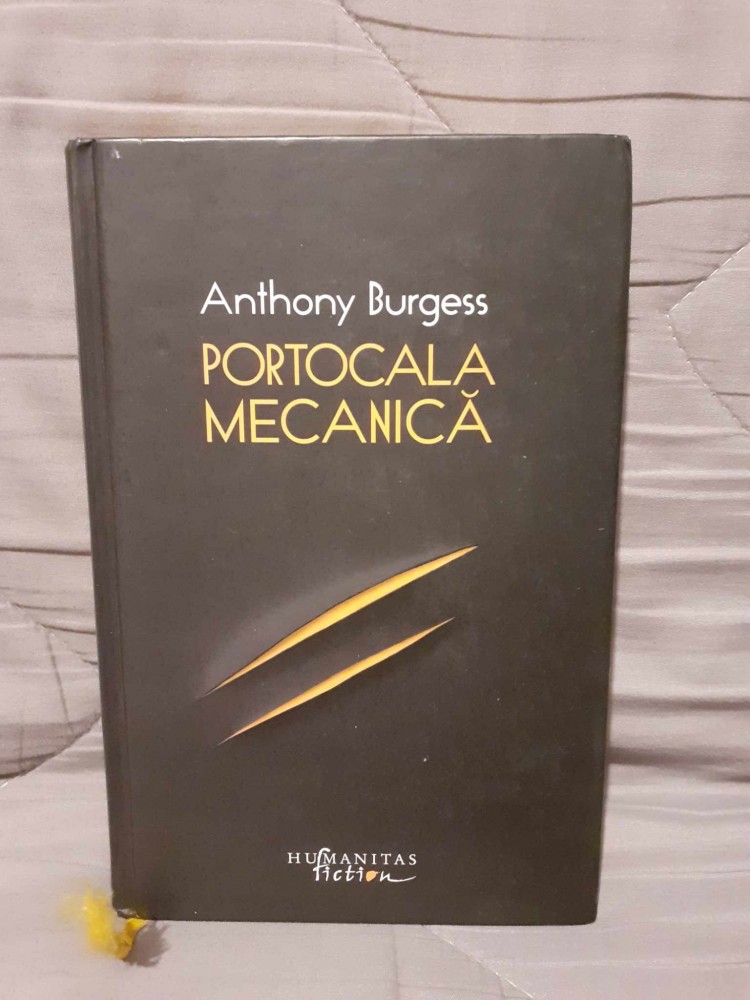 Anthony Burgess
PORTOCALA
MECANICĂ
HUMANITAS
fiction